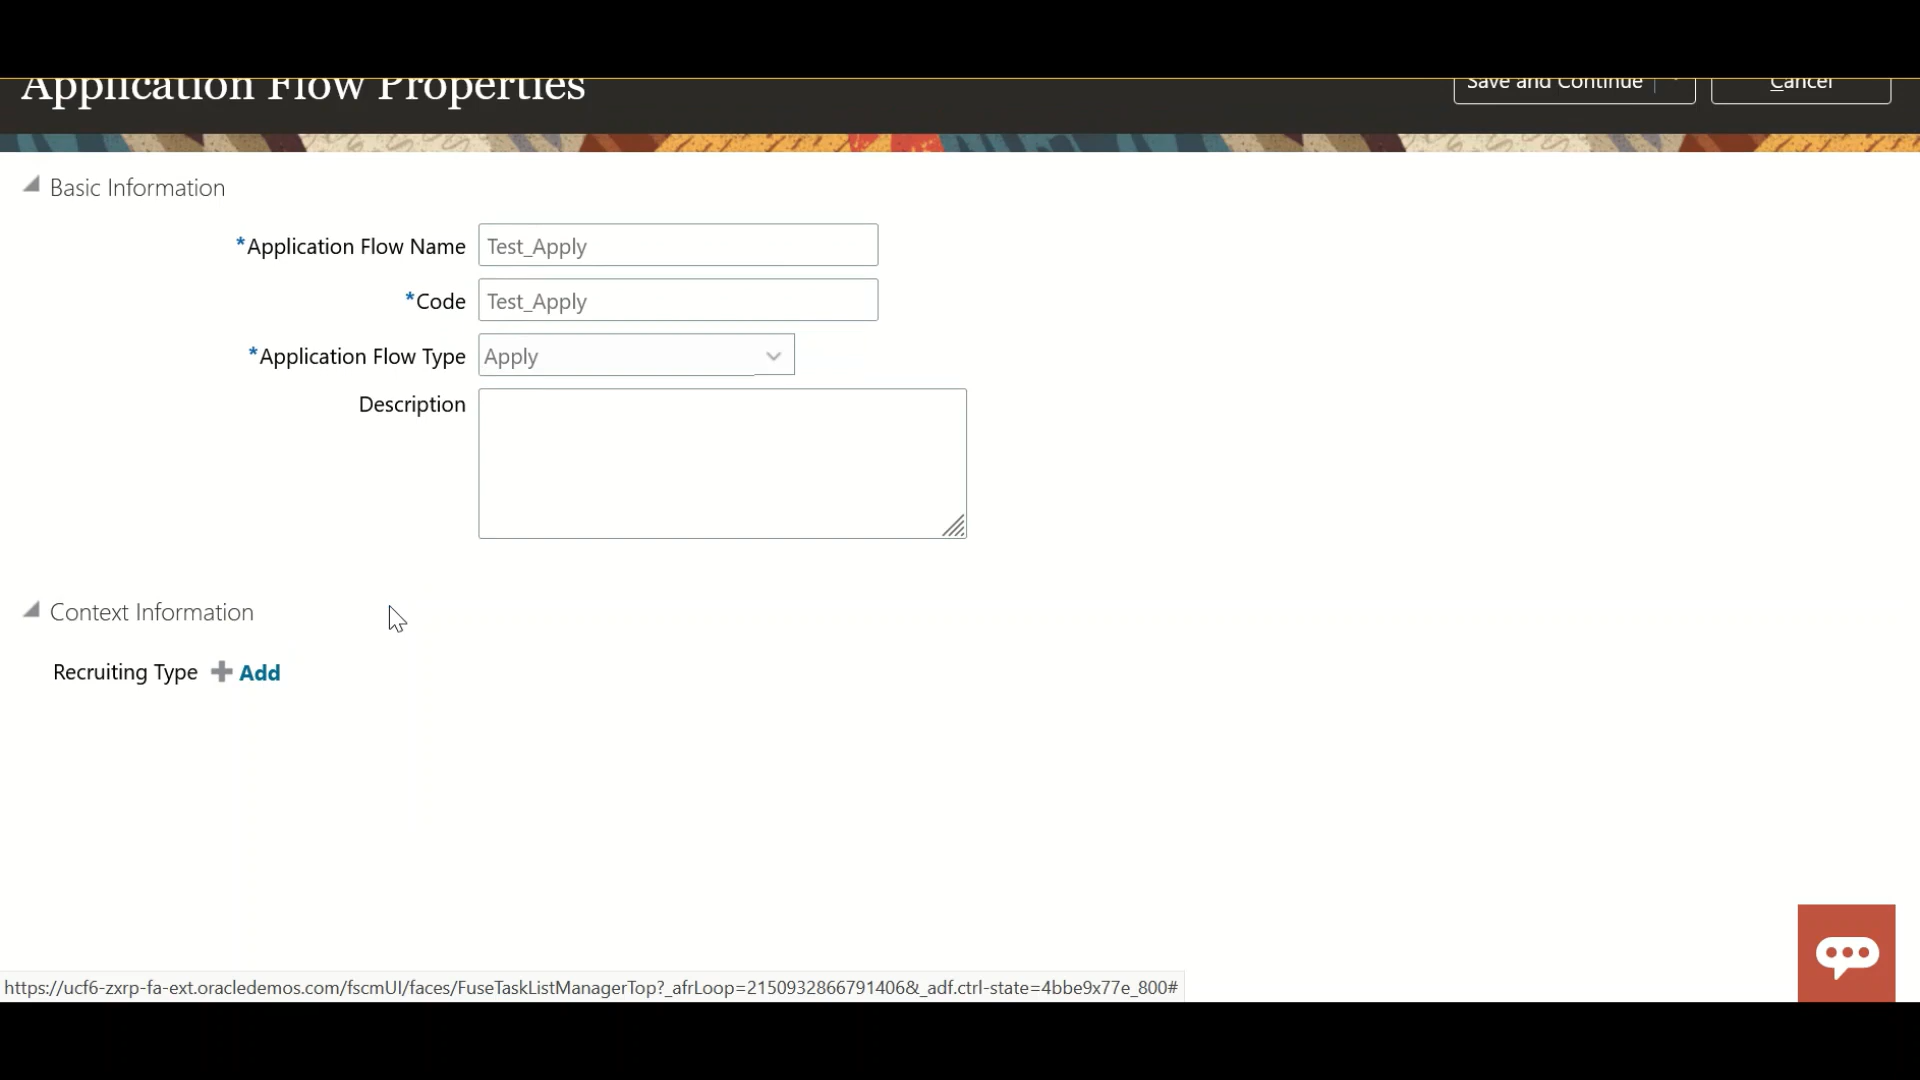 Application Flow Properties
Save and Continue
Cancel
Basic Information
*Application Flow Name Test_Apply
*Code Test_Apply
*Application Flow Type Apply
Description
Context Information
Recruiting Type Add
https://ucf6-zxrp-fa-ext.oracledemos.com/fscmUI/faces/FuseTaskListManagerTop?_afrLoop=21509328667914068&_adf.ctrl-state=4bbe9x77e_800#